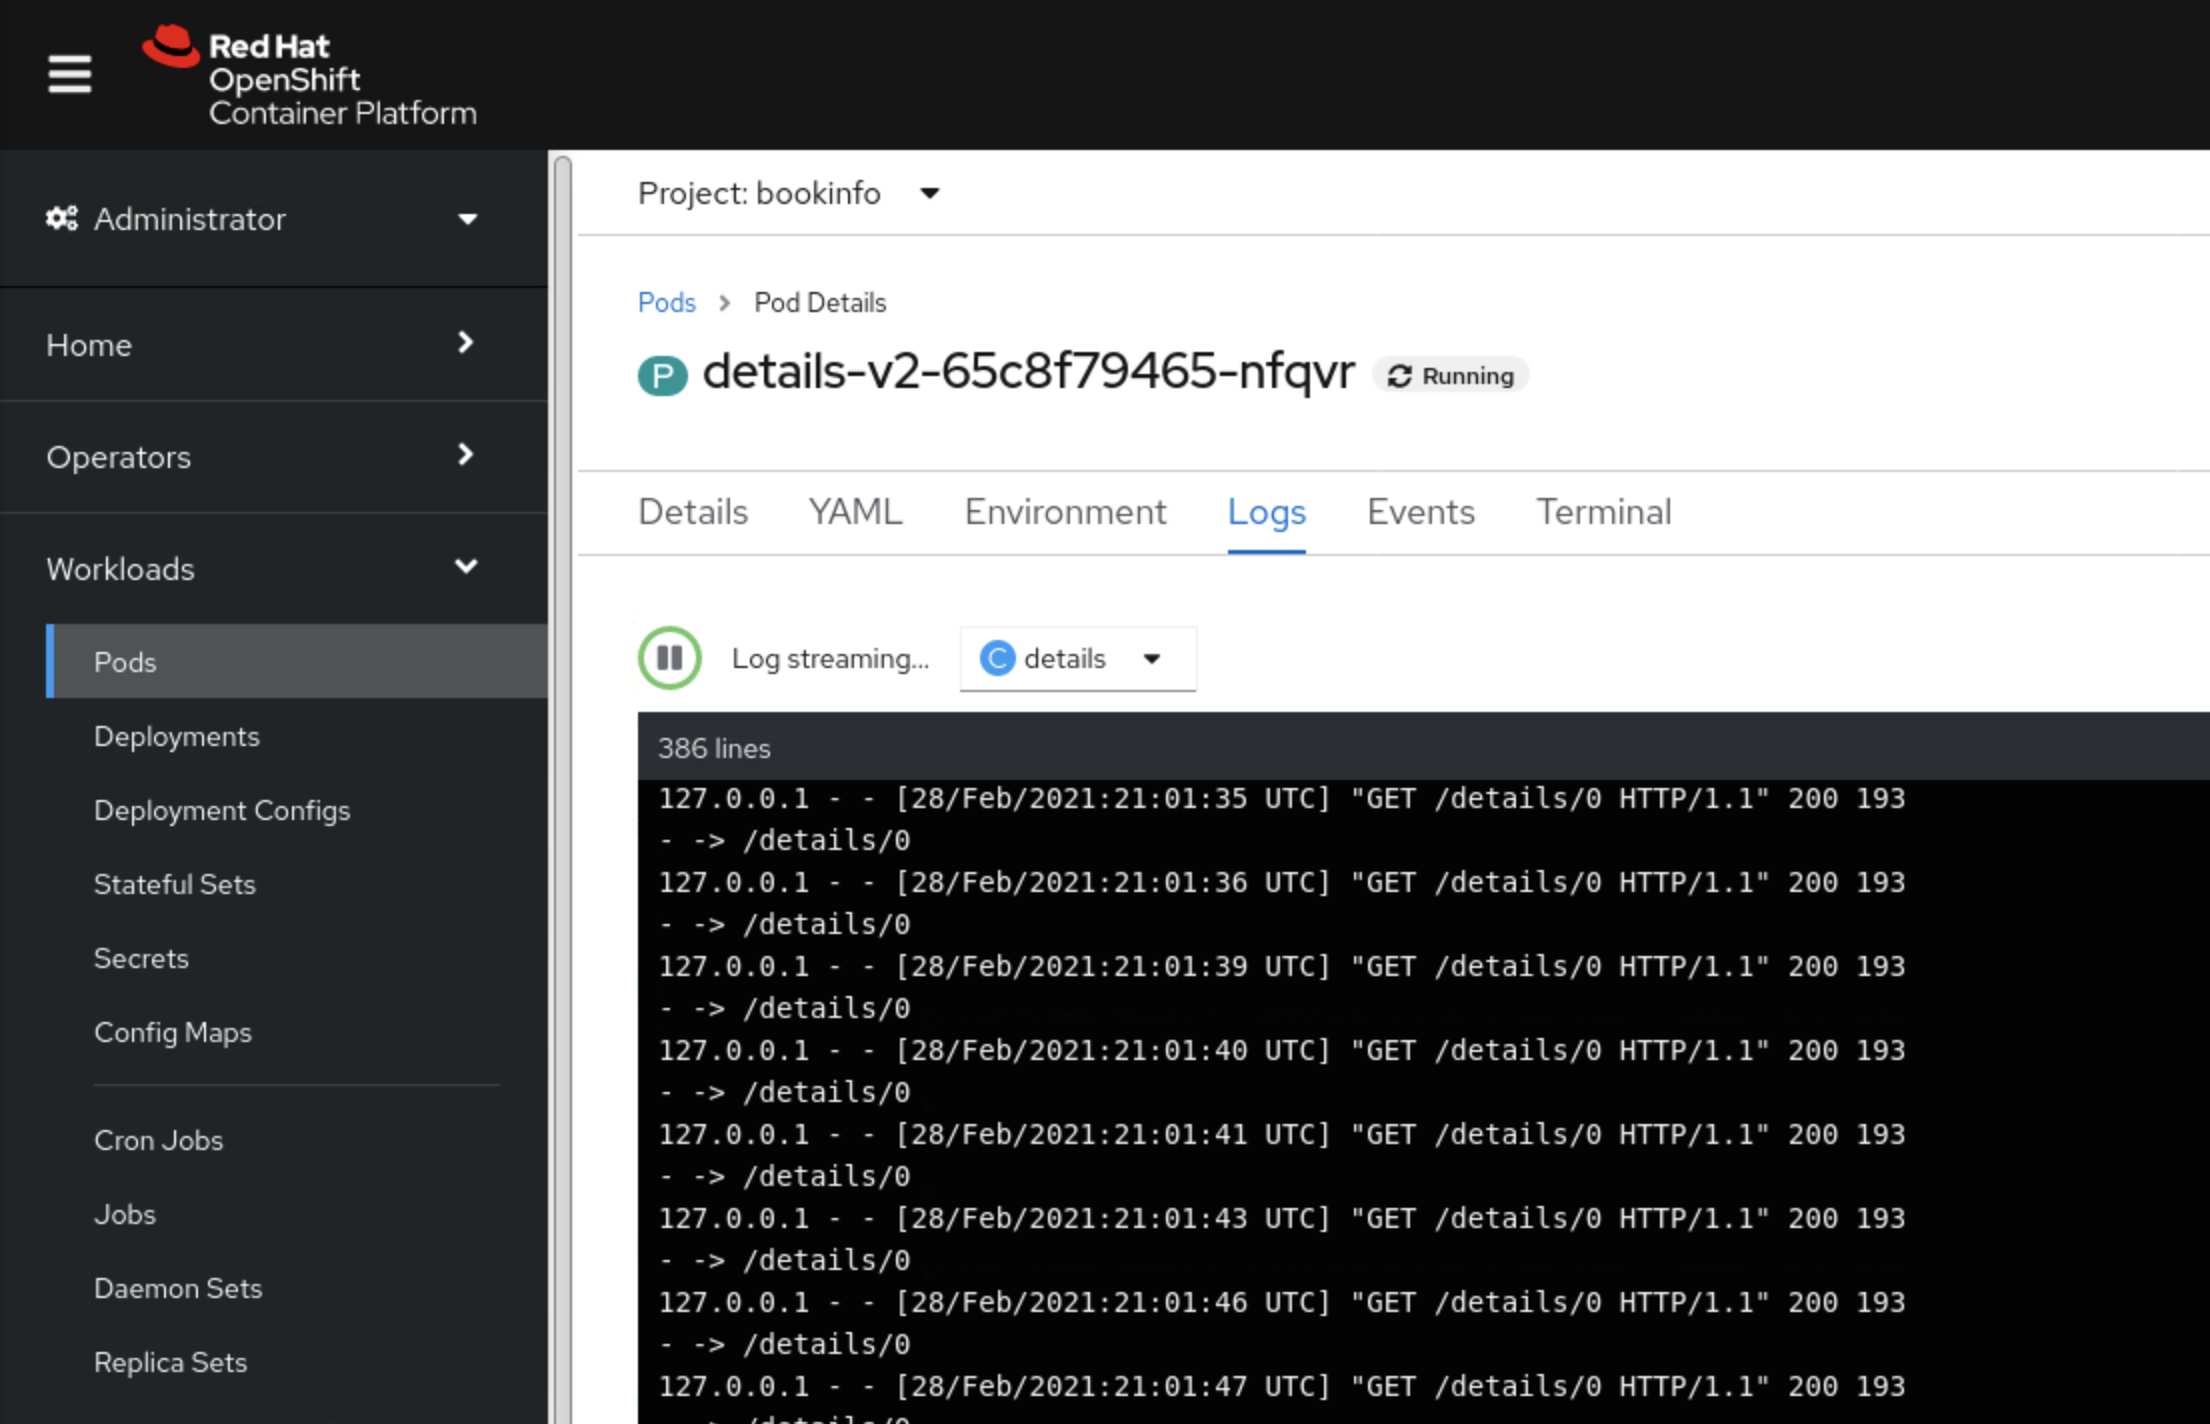 Red Hat
OpenShift
Container Platform
Administrator
Home
Operators
Workloads
Pods
Deployments
Deployment Configs
Stateful Sets
Secrets
Config Maps
Cron Jobs
Jobs
Daemon Sets
Replica Sets
Project: bookinfo
Pods > Pod Details
P details-v2-65c8f79465-nfqvr Running
Details YAML Environment Logs Events Terminal
Log streaming... C details
386 lines
127.0.0.1 - - [28/Feb/2021:21:01:35 UTC] "GET /details/0 HTTP/1.1" 200 193
- -> /details/0
127.0.0.1 - - [28/Feb/2021:21:01:36 UTC] "GET /details/0 HTTP/1.1" 200 193
- -> /details/0
127.0.0.1 - - [28/Feb/2021:21:01:39 UTC] "GET /details/0 HTTP/1.1" 200 193
- -> /details/0
127.0.0.1 - - [28/Feb/2021:21:01:40 UTC] "GET /details/0 HTTP/1.1" 200 193
- -> /details/0
127.0.0.1 - - [28/Feb/2021:21:01:41 UTC] "GET /details/0 HTTP/1.1" 200 193
- -> /details/0
127.0.0.1 - - [28/Feb/2021:21:01:43 UTC] "GET /details/0 HTTP/1.1" 200 193
- -> /details/0
127.0.0.1 - - [28/Feb/2021:21:01:46 UTC] "GET /details/0 HTTP/1.1" 200 193
- -> /details/0
127.0.0.1 - - [28/Feb/2021:21:01:47 UTC] "GET /details/0 HTTP/1.1" 200 193